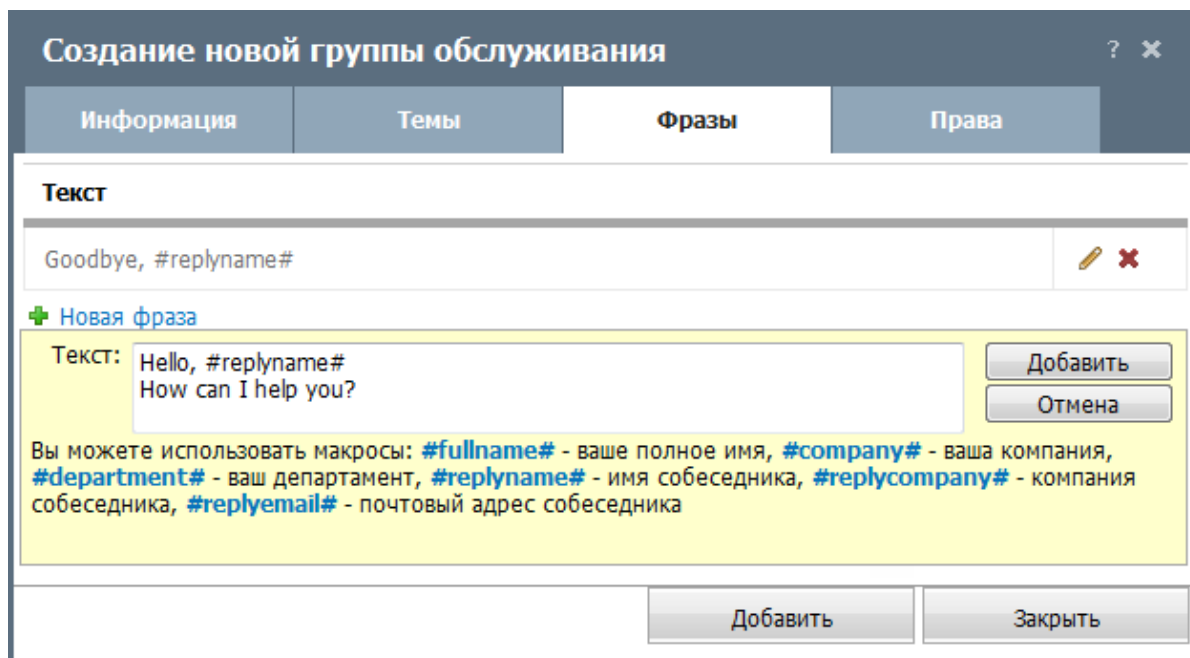 Создание новой группы обслуживания ?
Информация Темы Фразы Права
Текст
Goodbye, #replyname#
Новая фраза
Текст: Hello, #replyname# Добавить
How can I help you? Отмена
Вы можете использовать макросы: #fullname# - ваше полное имя, #company# - ваша компания,
#department# - ваш департамент, #replyname# - имя собеседника, #replycompany# - компания
собеседника, #replyemail# - почтовый адрес собеседника
Добавить Закрыть